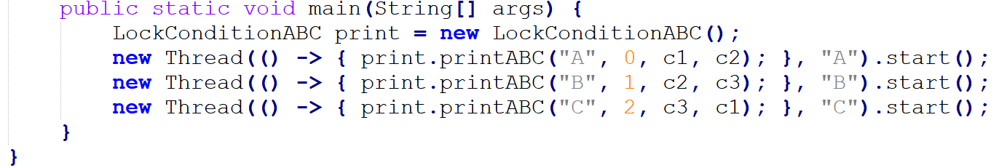 public static void main(String[] args) {
LockConditionABC print = new LockConditionABC();
new Thread(() -> { print.printABC("A", 0, c1, c2); }, "A").start();
new Thread(() -> { print.printABC("B", 1, c2, c3); }, "B").start();
new Thread(() -> { print.printABC("C", 2, c3, c1); }, "C").start();
}
}